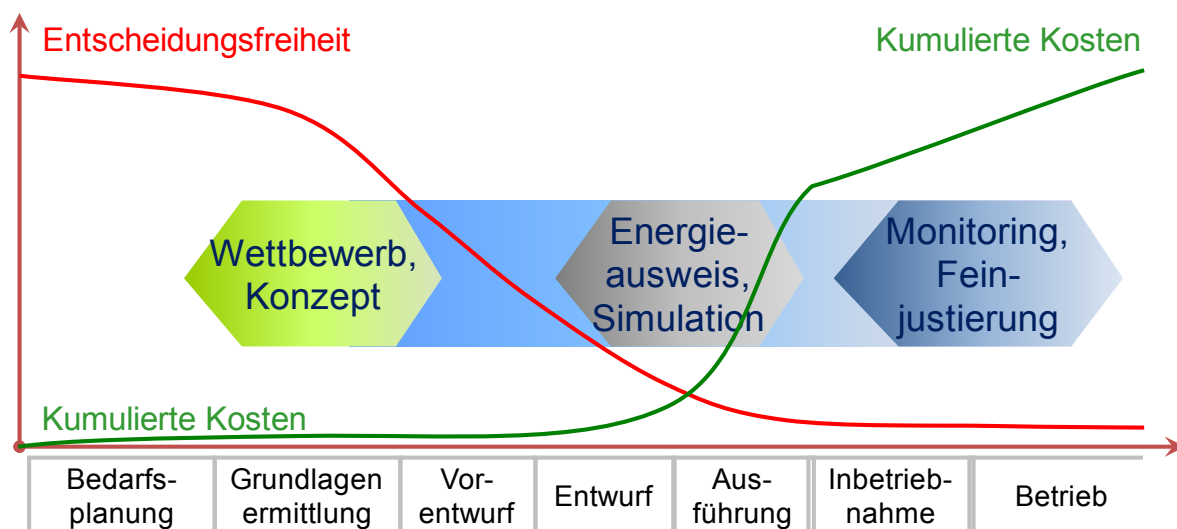 Entscheidungsfreiheit
Kumulierte Kosten
Wettbewerb,
Konzept
Energie-
ausweis,
Simulation
Monitoring,
Fein-
justierung
Kumulierte Kosten
Bedarfs-
planung
Grundlagen
ermittlung
Vor-
entwurf
Entwurf
Aus-
führung
Inbetrieb-
nahme
Betrieb